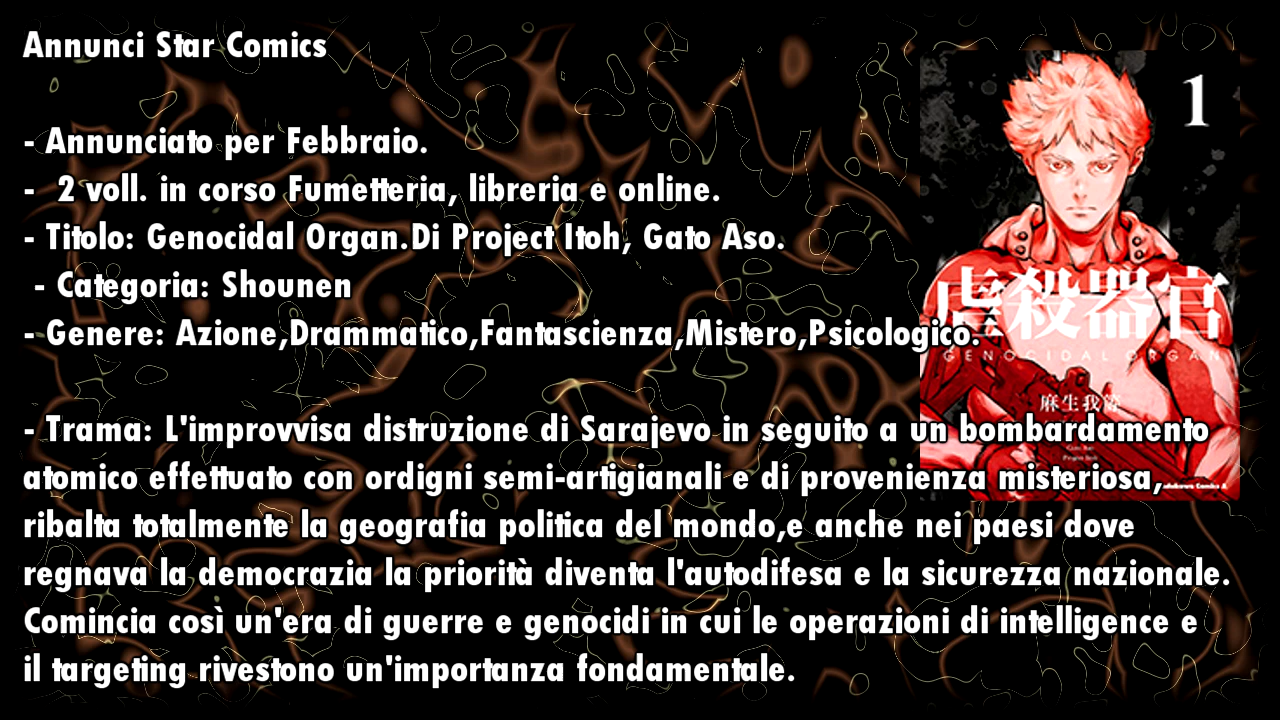 Annunci Star Comics
- Annunciato per Febbraio.
-  2 voll. in corso Fumetteria, libreria e online.
- Titolo: Genocidal Organ.Di Project Itoh, Gato Aso.
- Categoria: Shounen
- Genere: Azione,Drammatico,Fantascienza,Mistero,Psicologico.
- Trama: L'improvvisa distruzione di Sarajevo in seguito a un bombardamento
atomico effettuato con ordigni semi-artigianali e di provenienza misteriosa,
ribalta totalmente la geografia politica del mondo,e anche nei paesi dove
regnava la democrazia la priorità diventa l'autodifesa e la sicurezza nazionale.
Comincia così un'era di guerre e genocidi in cui le operazioni di intelligence e
il targeting rivestono un'importanza fondamentale.
1
虐殺器官
GENOCIDAL ORGAN
麻生我等
Project Itoh
Kadokawa Comics A